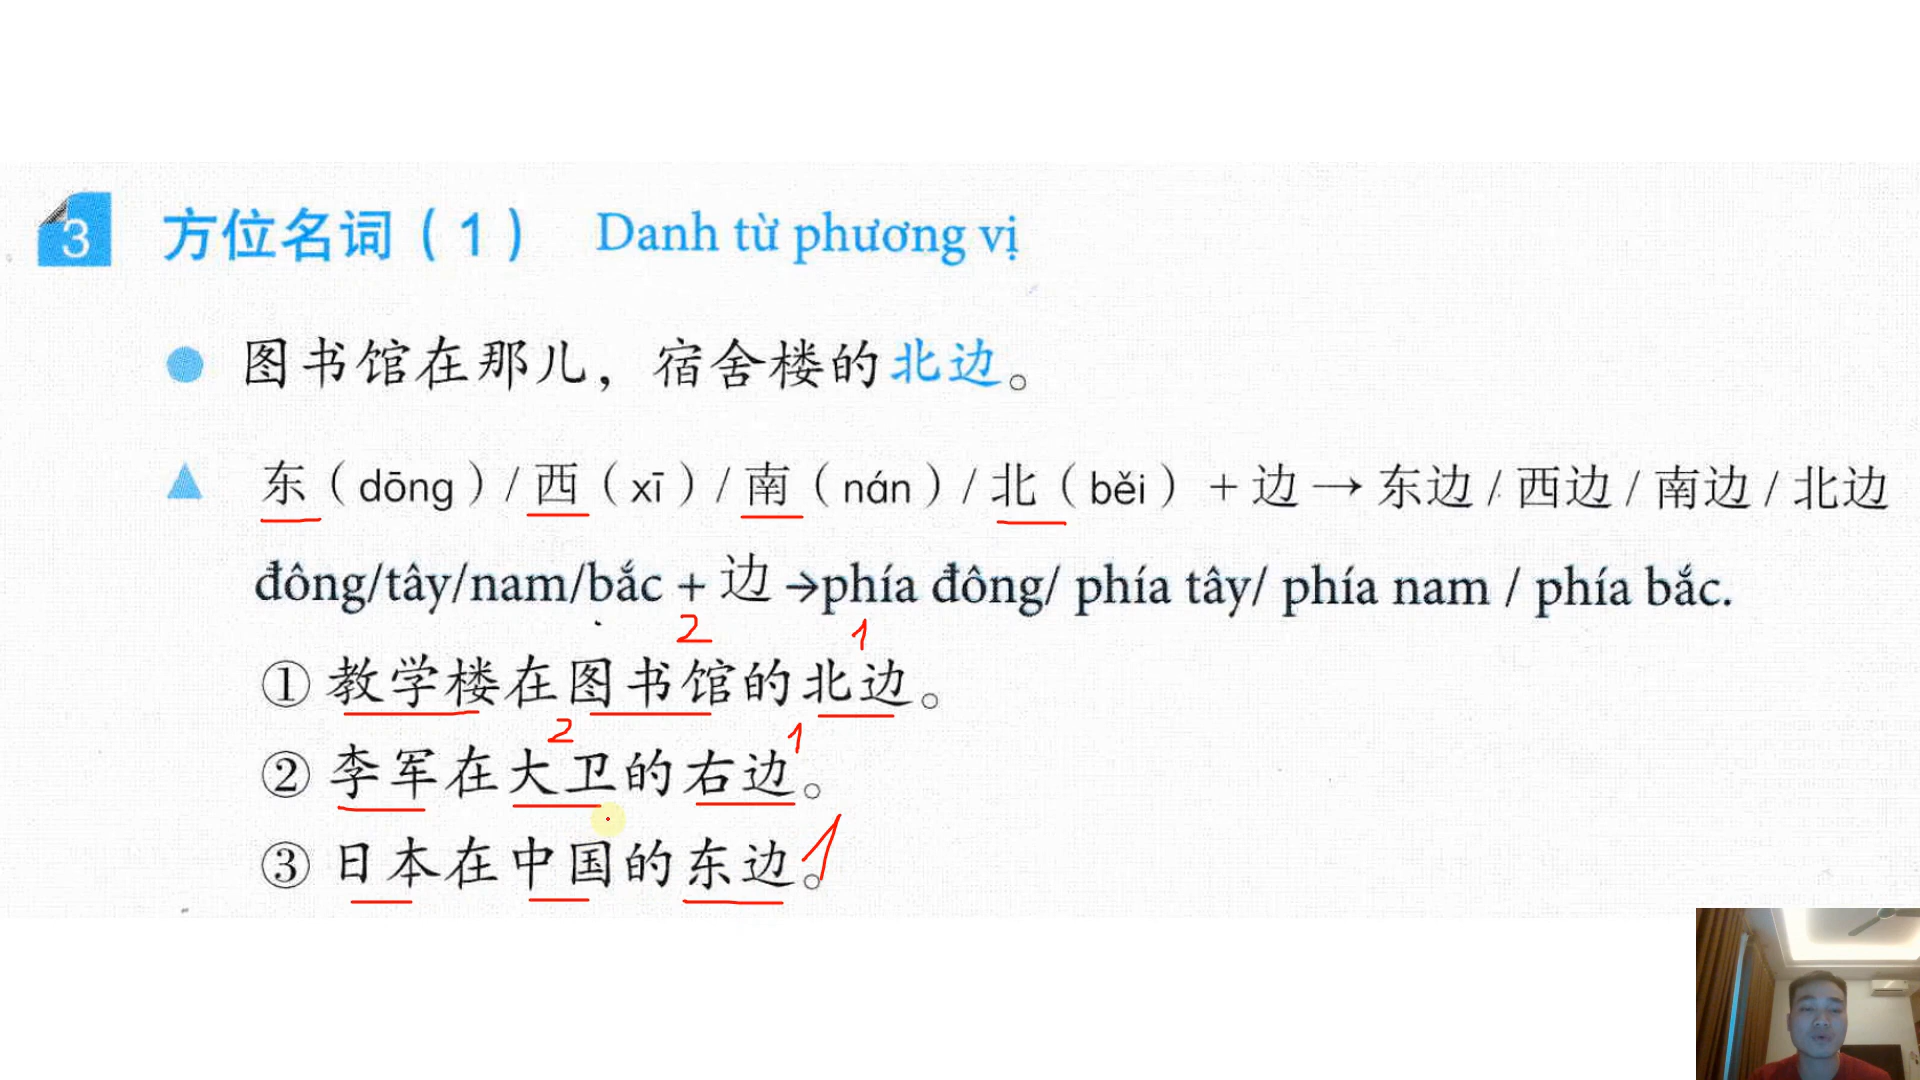 3 方位名词（1） Danh từ phương vị
图书馆在那儿，宿舍楼的北边。
东（dōng）/ 西（xī）/ 南（nán）/ 北（běi）+ 边 → 东边 / 西边 / 南边 / 北边
đông/tây/nam/bắc + 边 →phía đông/ phía tây/ phía nam / phía bắc.
2 1
① 教学楼在图书馆的北边。
2 1
② 李军在大卫的右边。
1
③ 日本在中国的东边。